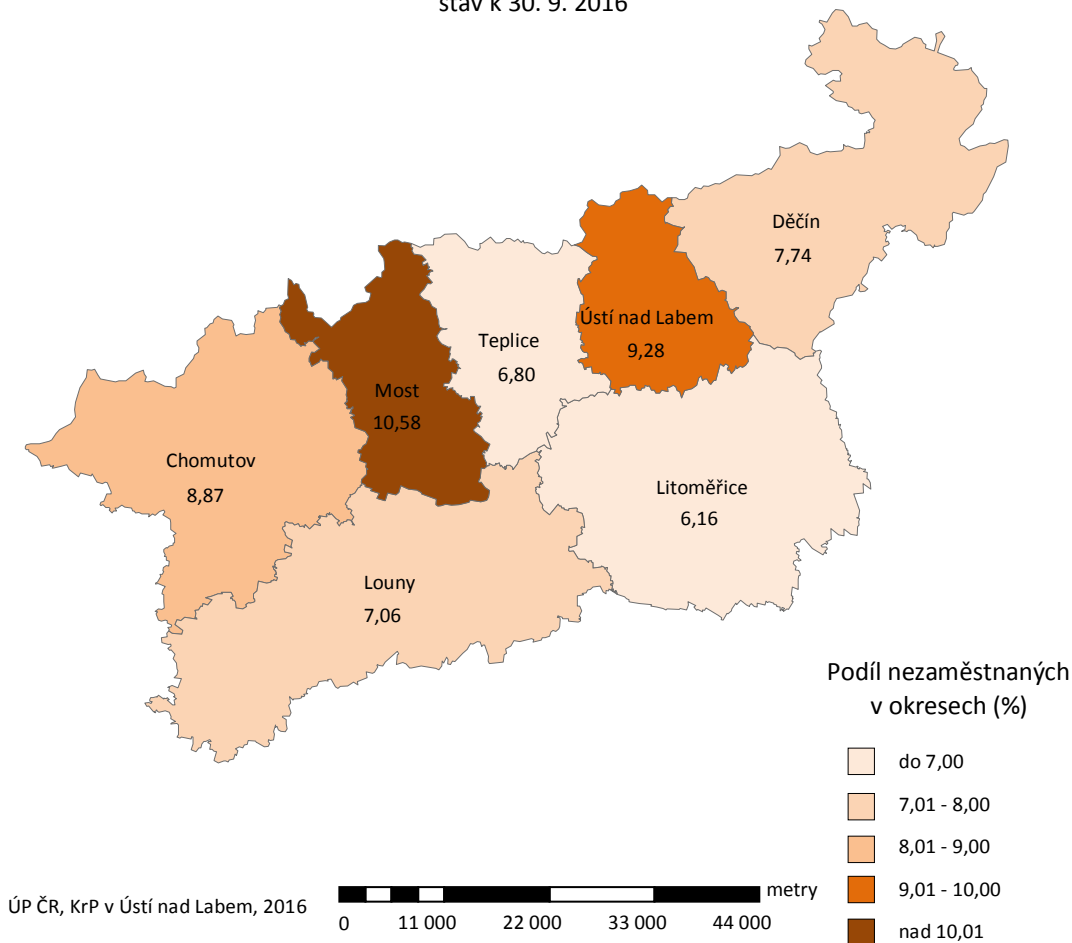 stav k 30. 9. 2016
Děčín
7,74
Ústí nad Labem
9,28
Teplice
6,80
Most
10,58
Chomutov
8,87
Litoměřice
6,16
Louny
7,06
Podíl nezaměstnaných
v okresech (%)
do 7,00
7,01 - 8,00
8,01 - 9,00
9,01 - 10,00
nad 10,01
metry
0 11 000 22 000 33 000 44 000
ÚP ČR, KrP v Ústí nad Labem, 2016